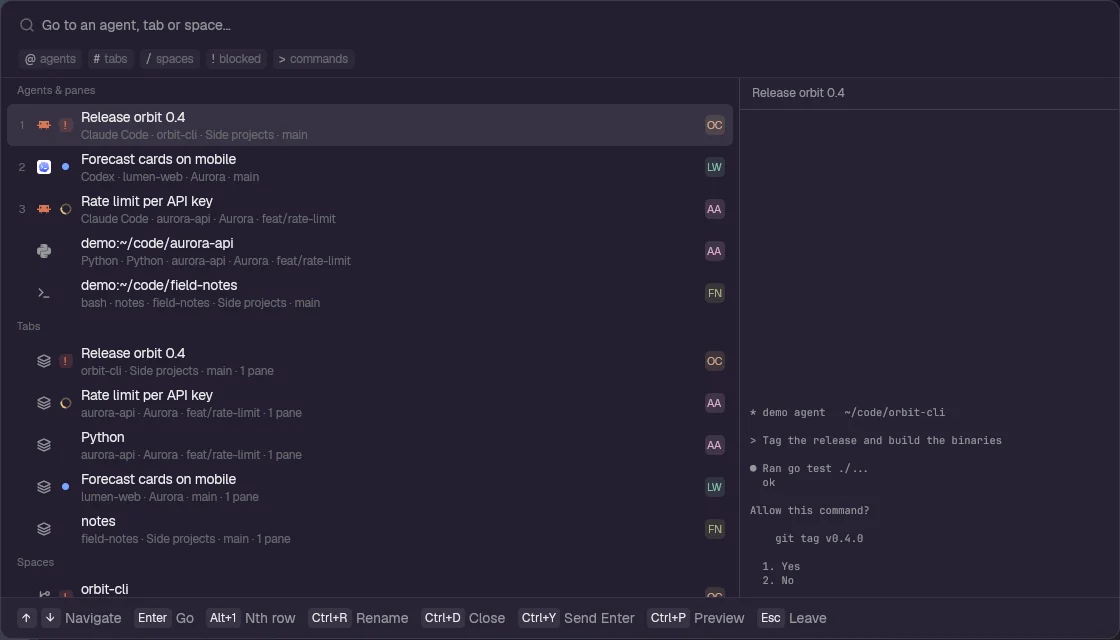 Go to an agent, tab or space…
@ agents # tabs / spaces ! blocked > commands
Agents & panes
1 ! Release orbit 0.4 OC
Claude Code · orbit-cli · Side projects · main
2 Forecast cards on mobile LW
Codex · lumen-web · Aurora · main
3 Rate limit per API key AA
Claude Code · aurora-api · Aurora · feat/rate-limit
demo:~/code/aurora-api AA
Python · Python · aurora-api · Aurora · feat/rate-limit
demo:~/code/field-notes FN
bash · notes · field-notes · Side projects · main
Tabs
! Release orbit 0.4 OC
orbit-cli · Side projects · main · 1 pane
Rate limit per API key AA
aurora-api · Aurora · feat/rate-limit · 1 pane
Python AA
aurora-api · Aurora · feat/rate-limit · 1 pane
Forecast cards on mobile LW
lumen-web · Aurora · main · 1 pane
notes FN
field-notes · Side projects · main · 1 pane
Spaces
! orbit-cli OC
Release orbit 0.4
* demo agent ~/code/orbit-cli
> Tag the release and build the binaries
● Ran go test ./...
ok
Allow this command?
git tag v0.4.0
1. Yes
2. No
↑ ↓ Navigate Enter Go Alt+1 Nth row Ctrl+R Rename Ctrl+D Close Ctrl+Y Send Enter Ctrl+P Preview Esc Leave